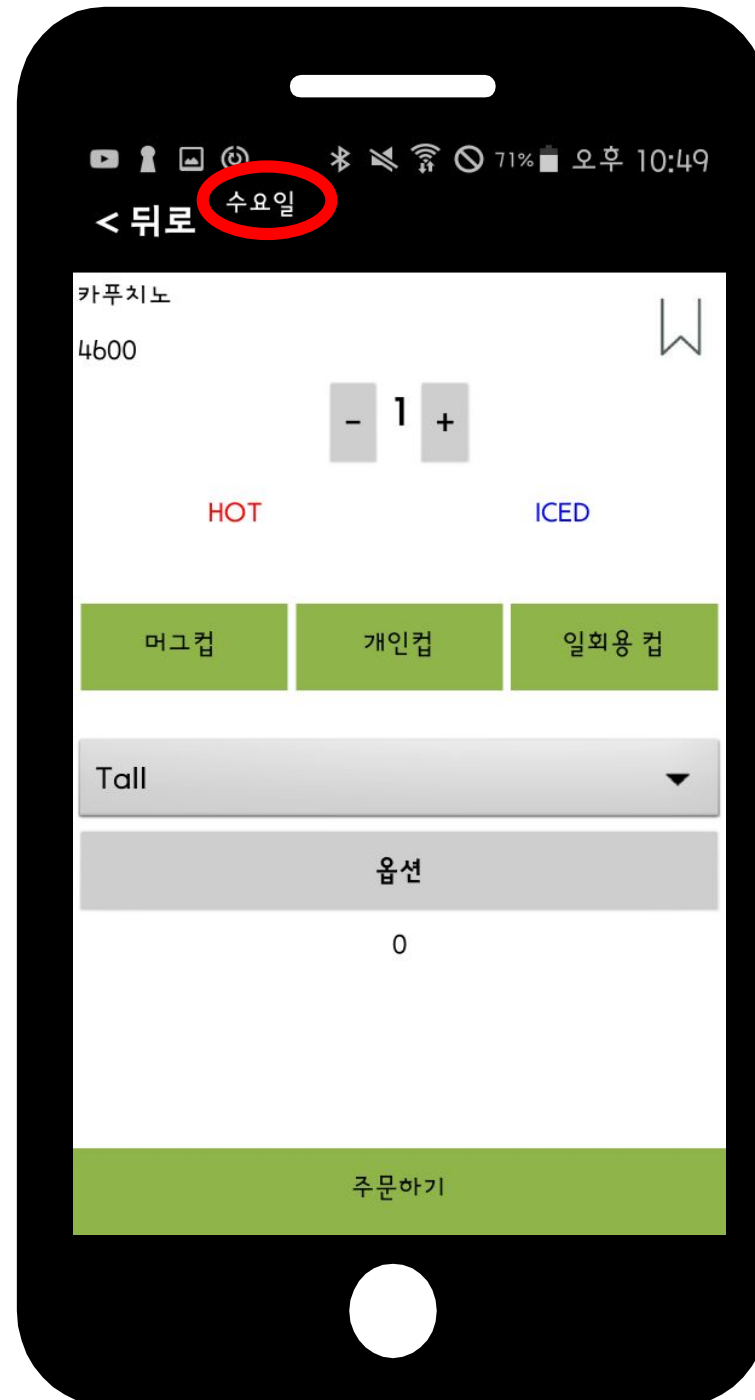 71% 오후 10:49
< 뒤로 수요일
카푸치노
4600
- 1 +
HOT ICED
머그컵 개인컵 일회용 컵
Tall
옵션
0
주문하기